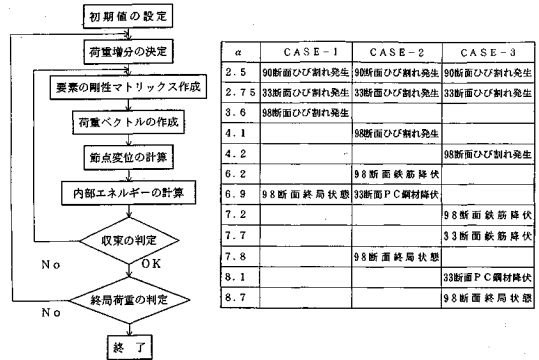 初期値の設定
荷重増分の決定
要素の剛性マトリックス作成
荷重ベクトルの作成
節点変位の計算
内部エネルギーの計算
収束の判定
No
OK
終局荷重の判定
No
終 了
α CASE-1 CASE-2 CASE-3
2.5 90断面ひび割れ発生 90断面ひび割れ発生 90断面ひび割れ発生
2.75 33断面ひび割れ発生 33断面ひび割れ発生 33断面ひび割れ発生
3.6 98断面ひび割れ発生
4.1 98断面ひび割れ発生
4.2 98断面ひび割れ発生
6.2 98断面鉄筋降伏
6.9 98断面終局状態 33断面PC鋼材降伏
7.2 98断面鉄筋降伏
7.7 33断面鉄筋降伏
7.8 98断面終局状態
8.1 33断面PC鋼材降伏
8.7 98断面終局状態